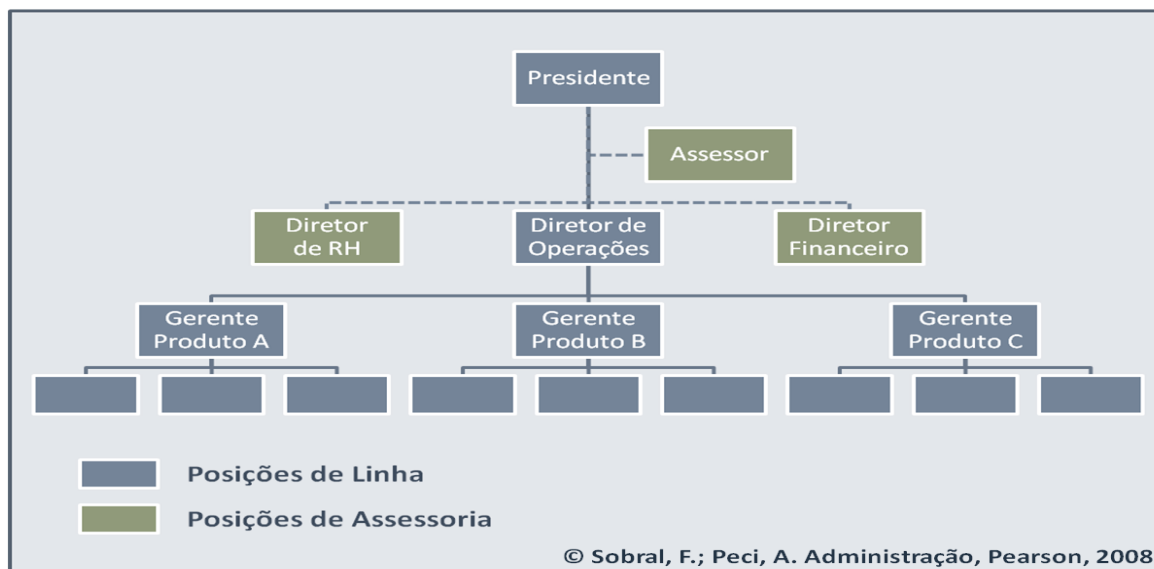 Presidente
Assessor
Diretor
de RH
Diretor de
Operações
Diretor
Financeiro
Gerente
Produto A
Gerente
Produto B
Gerente
Produto C
Posições de Linha
Posições de Assessoria
© Sobral, F.; Peci, A. Administração, Pearson, 2008